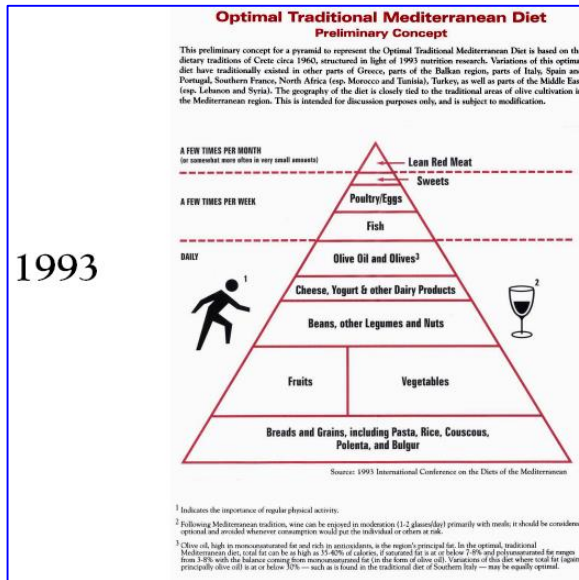 Optimal Traditional Mediterranean Diet
Preliminary Concept
This preliminary concept for a pyramid to represent the Optimal Traditional Mediterranean Diet is based on the
dietary traditions of Crete circa 1960, structured in light of 1993 nutrition research. Variations of this optimal
diet have traditionally existed in other parts of Greece, parts of the Balkan region, parts of Italy, Spain and
Portugal, Southern France, North Africa (esp. Morocco and Tunisia), Turkey, as well as parts of the Middle East
(esp. Lebanon and Syria). The geography of the diet is closely tied to the traditional areas of olive cultivation in
the Mediterranean region. This is intended for discussion purposes only, and is subject to modification.
A FEW TIMES PER MONTH
(or somewhat more often in very small amounts)
Lean Red Meat
Sweets
A FEW TIMES PER WEEK
Poultry/Eggs
Fish
DAILY
Olive Oil and Olives³
1993
1
2
Cheese, Yogurt & other Dairy Products
Beans, other Legumes and Nuts
Fruits
Vegetables
Breads and Grains, including Pasta, Rice, Couscous,
Polenta, and Bulgur
Source: 1993 International Conference on the Diets of the Mediterranean
¹ Indicates the importance of regular physical activity.
² Following Mediterranean tradition, wine can be enjoyed in moderation (1-2 glasses/day) primarily with meals; it should be considered
optional and avoided whenever consumption would put the individual or others at risk.
³ Olive oil, high in monounsaturated fat and rich in antioxidants, is the region's principal fat. In the optimal, traditional
Mediterranean diet, total fat can be as high as 35-40% of calories, if saturated fat is at or below 7-8% and polyunsaturated fat ranges
from 3-8% with the balance coming from monounsaturated fat (in the form of olive oil). Variations of this diet where total fat (again,
principally olive oil) is at or below 30% — such as is found in the traditional diet of Southern Italy — may be equally optimal.